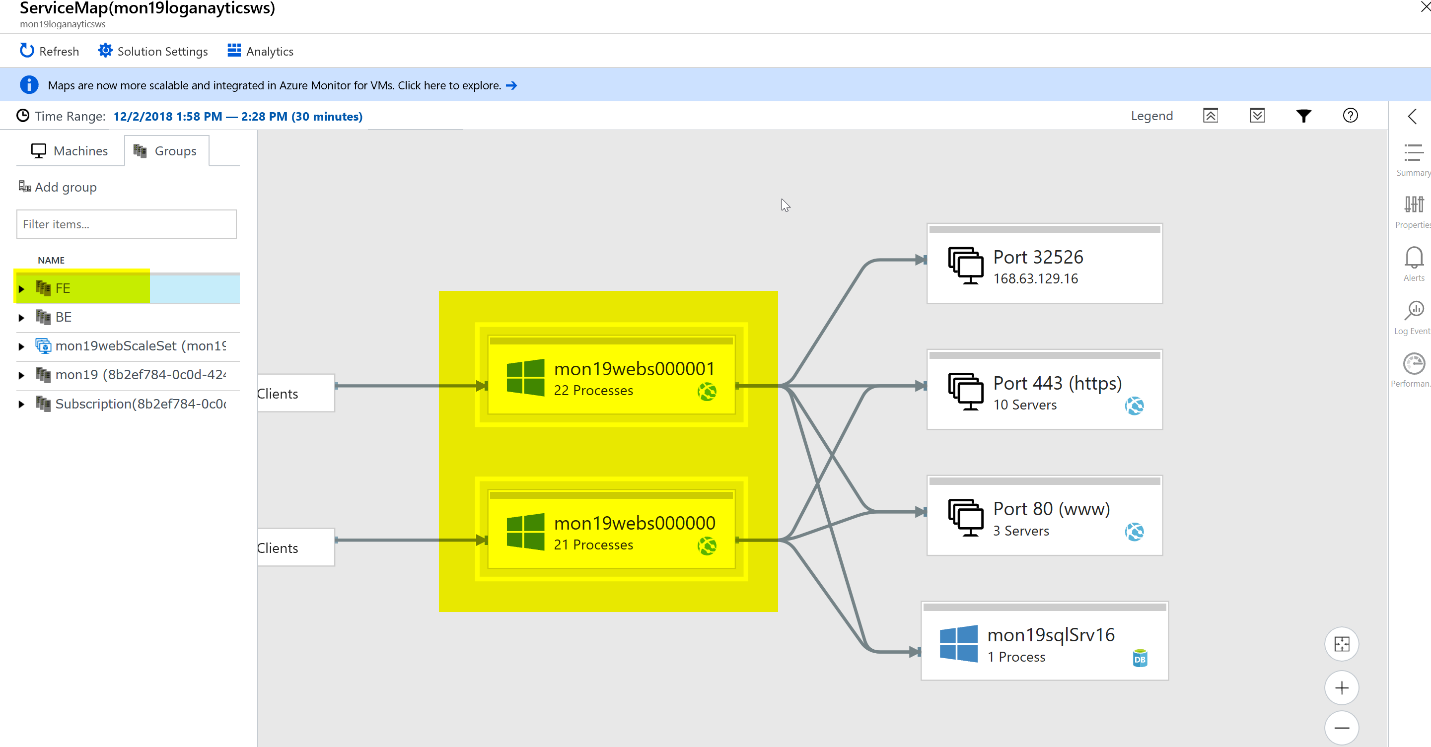 ServiceMap(mon19loganayticsws)
mon19loganayticsws
Refresh Solution Settings Analytics
Maps are now more scalable and integrated in Azure Monitor for VMs. Click here to explore.
Time Range: 12/2/2018 1:58 PM — 2:28 PM (30 minutes)
Legend
Machines Groups
Add group
Filter items...
NAME
FE
BE
mon19webScaleSet (mon19
mon19 (8b2ef784-0c0d-424
Subscription(8b2ef784-0c0c
Clients
Clients
mon19webs000001
22 Processes
mon19webs000000
21 Processes
Port 32526
168.63.129.16
Port 443 (https)
10 Servers
Port 80 (www)
3 Servers
mon19sqlSrv16
1 Process
DB
Summary
Properties
Alerts
Log Event
Performan.